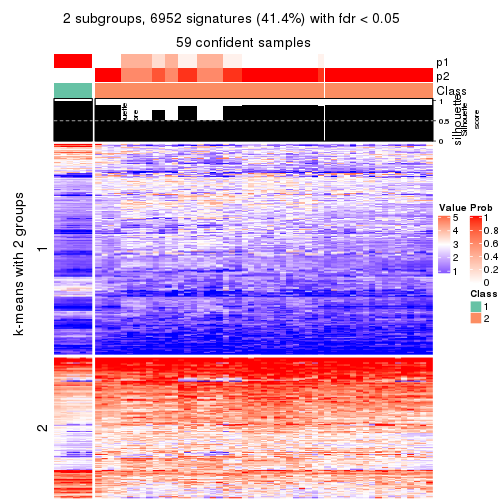 2 subgroups, 6952 signatures (41.4%) with fdr < 0.05
59 confident samples
p1
p2
Class
1
0.5
0
silhouette
Silhouette
score
k-means with 2 groups
1
2
Value
5
4
3
2
1
Prob
1
0.8
0.6
0.4
0.2
0
Class
1
2